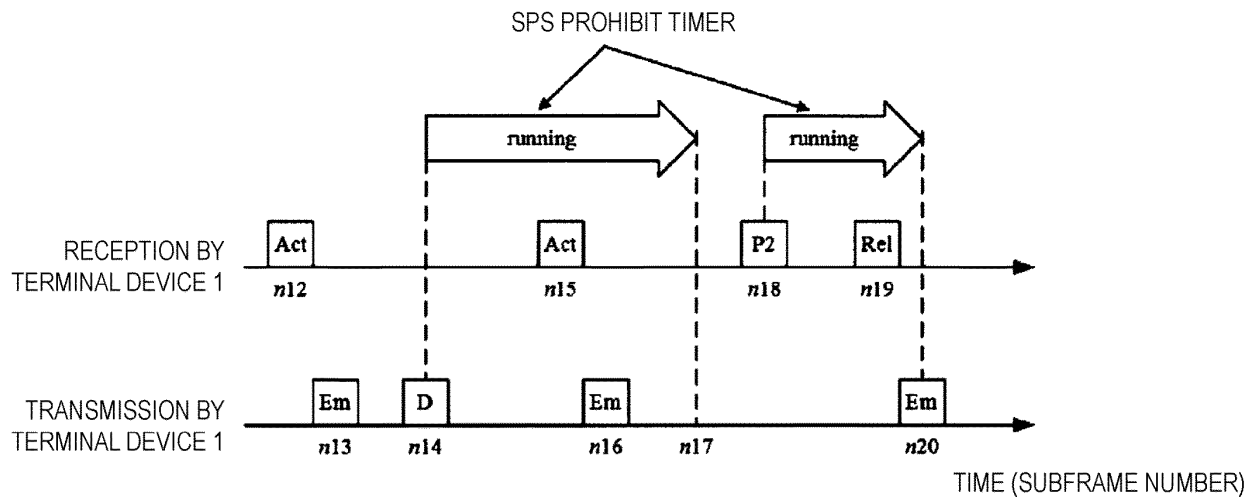 SPS PROHIBIT TIMER
running
running
RECEPTION BY
TERMINAL DEVICE 1
Act
Act
P2
Rel
n12
n15
n18
n19
TRANSMISSION BY
TERMINAL DEVICE 1
Em
D
Em
Em
n13
n14
n16
n17
n20
TIME (SUBFRAME NUMBER)